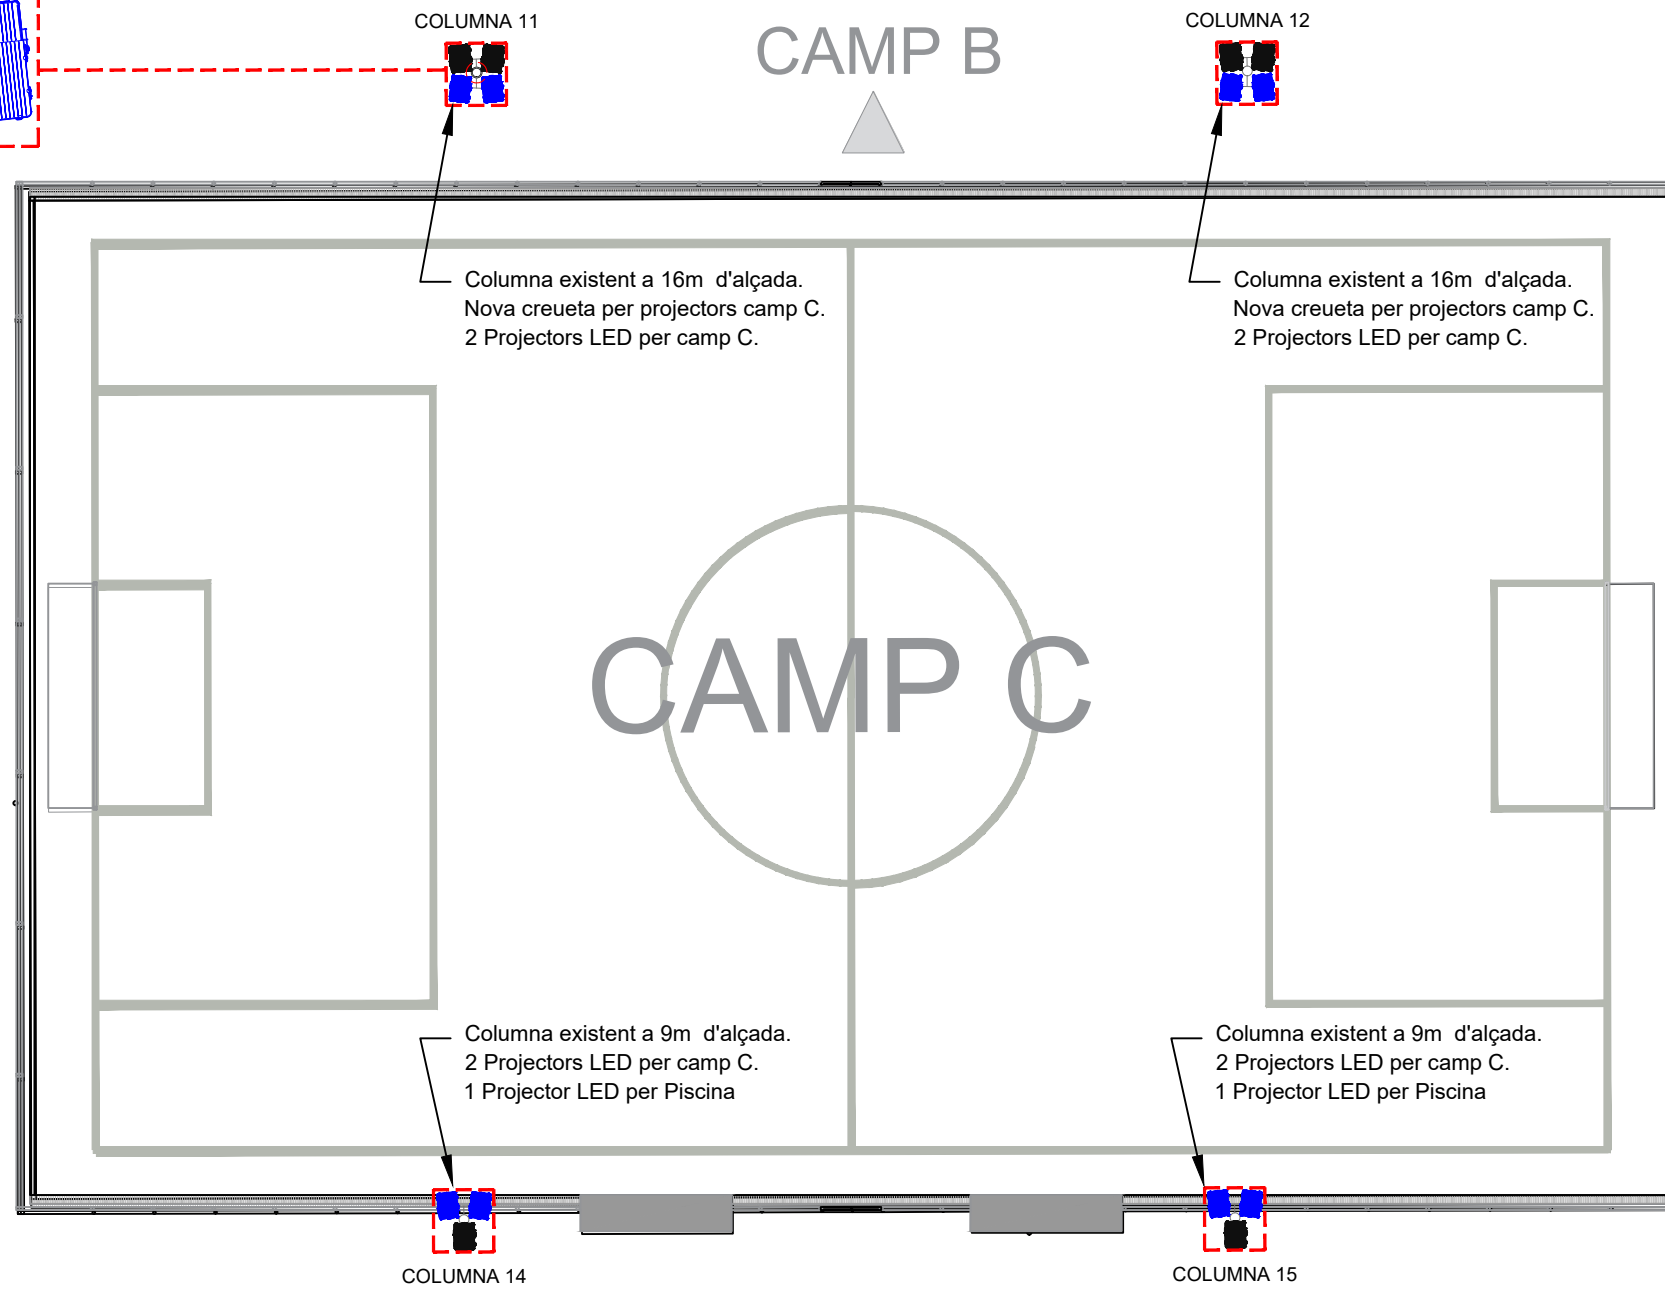 COLUMNA 11
CAMP B
COLUMNA 12
Columna existent a 16m d'alçada.
Nova creueta per projectors camp C.
2 Projectors LED per camp C.
Columna existent a 16m d'alçada.
Nova creueta per projectors camp C.
2 Projectors LED per camp C.
CAMP C
Columna existent a 9m d'alçada.
2 Projectors LED per camp C.
1 Projector LED per Piscina
Columna existent a 9m d'alçada.
2 Projectors LED per camp C.
1 Projector LED per Piscina
COLUMNA 14
COLUMNA 15